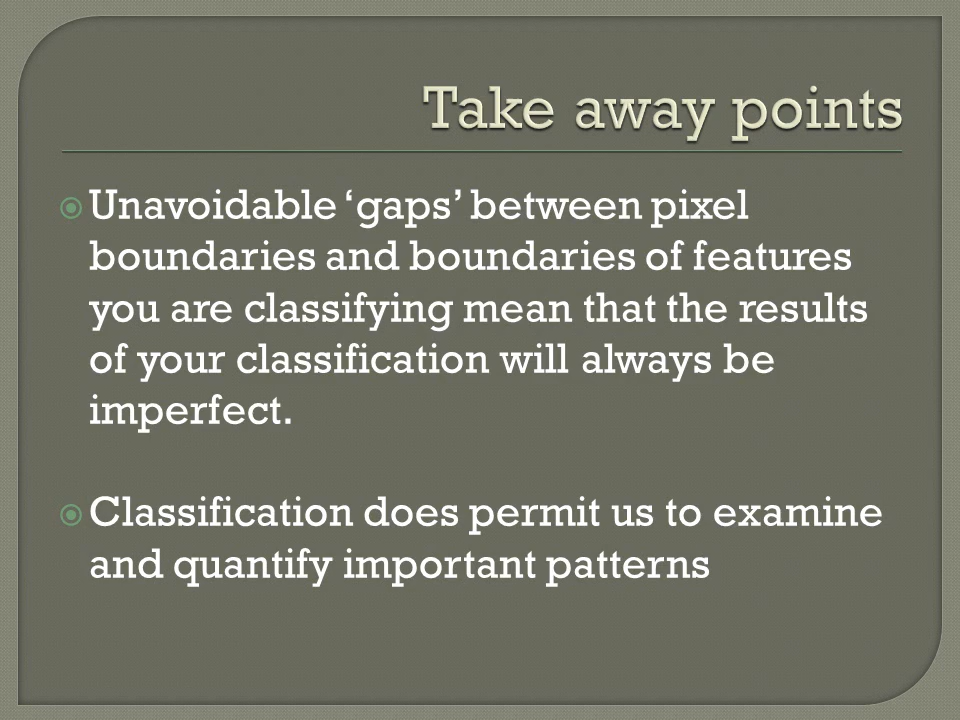 Take away points
Unavoidable ‘gaps’ between pixel
boundaries and boundaries of features
you are classifying mean that the results
of your classification will always be
imperfect.
Classification does permit us to examine
and quantify important patterns